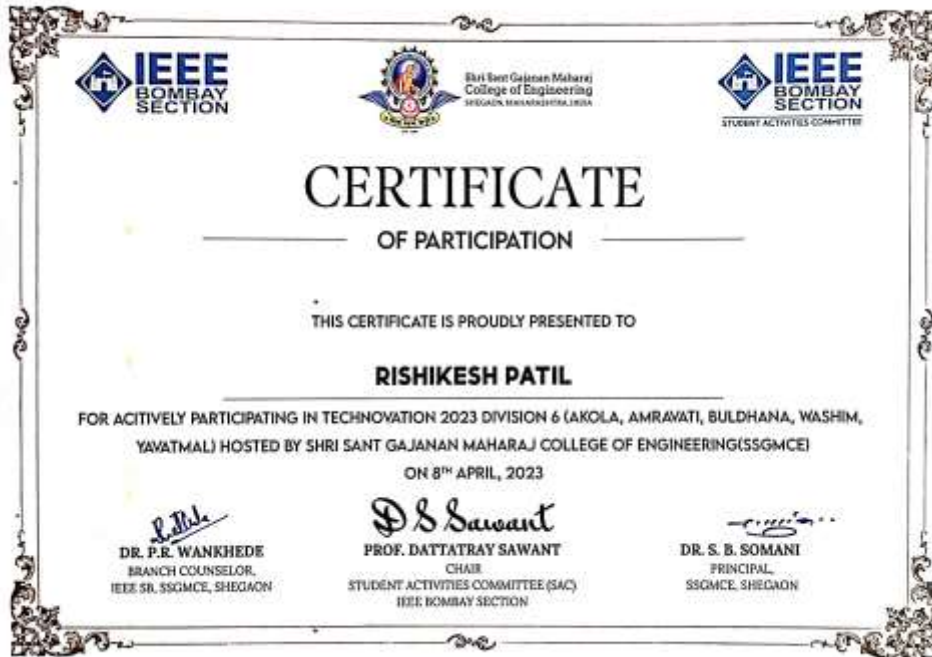 IEEE
BOMBAY
SECTION
Shri Sant Gajanan Maharaj
College of Engineering
SHEGAON, MAHARASHTRA, INDIA
IEEE
BOMBAY
SECTION
STUDENT ACTIVITIES COMMITTEE
CERTIFICATE
OF PARTICIPATION
THIS CERTIFICATE IS PROUDLY PRESENTED TO
RISHIKESH PATIL
FOR ACITIVELY PARTICIPATING IN TECHNOVATION 2023 DIVISION 6 (AKOLA, AMRAVATI, BULDHANA, WASHIM,
YAVATMAL) HOSTED BY SHRI SANT GAJANAN MAHARAJ COLLEGE OF ENGINEERING(SSGMCE)
ON 8TH APRIL, 2023
D S Sawant
DR. P.R. WANKHEDE
BRANCH COUNSELOR,
IEEE SB, SSGMCE, SHEGAON
PROF. DATTATRAY SAWANT
CHAIR
STUDENT ACTIVITIES COMMITTEE (SAC)
IEEE BOMBAY SECTION
DR. S. B. SOMANI
PRINCIPAL,
SSGMCE, SHEGAON